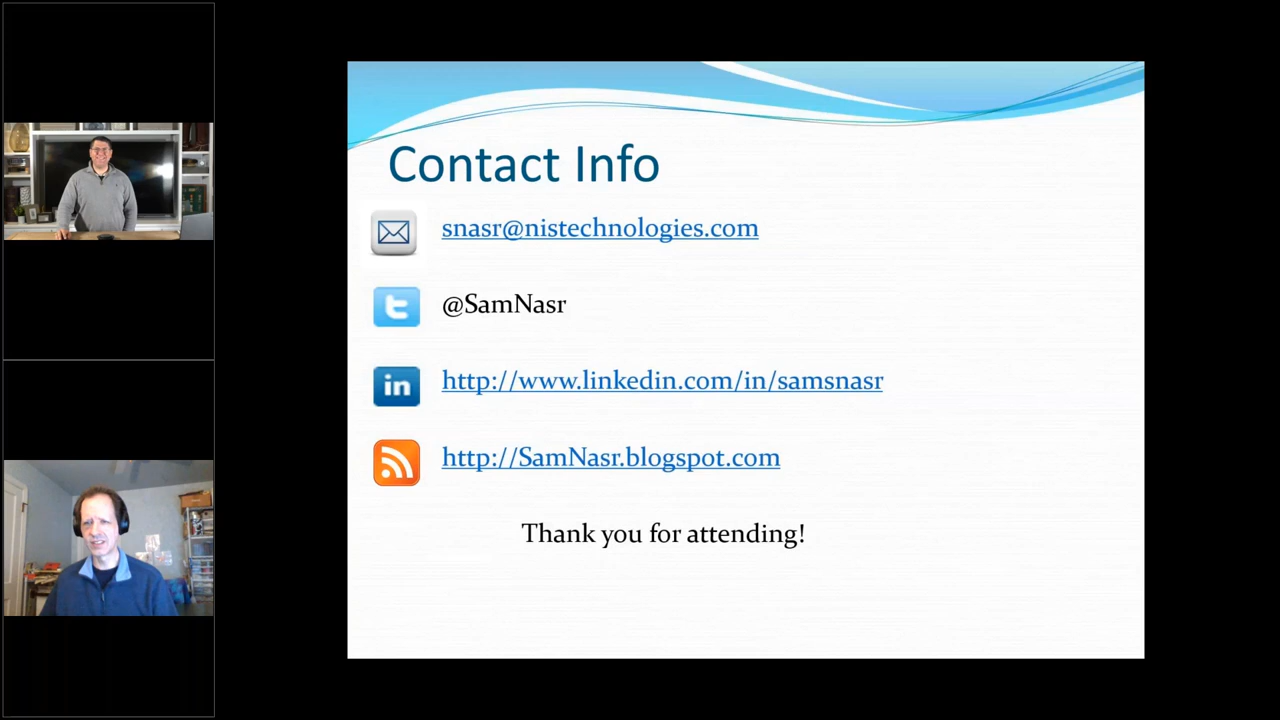 Contact Info
snasr@nistechnologies.com
@SamNasr
http://www.linkedin.com/in/samsnasr
http://SamNasr.blogspot.com
Thank you for attending!